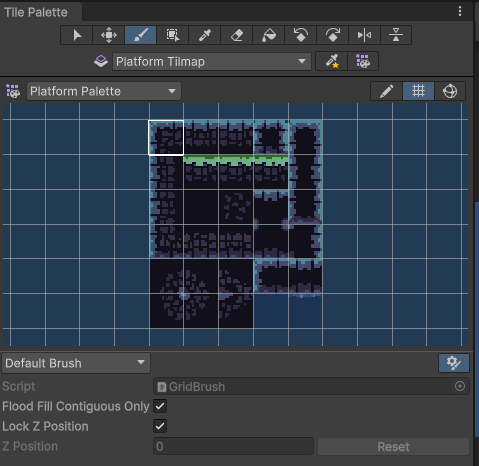 Tile Palette
Platform Tilmap
Platform Palette
Default Brush
Script
GridBrush
Flood Fill Contiguous Only
Lock Z Position
Z Position
0
Reset